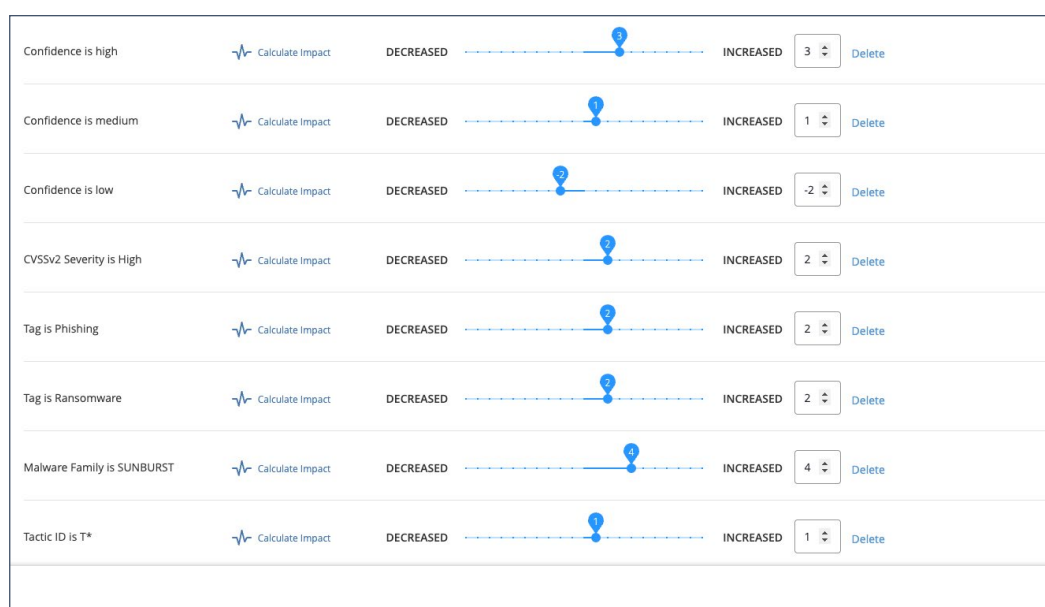 Confidence is high Calculate Impact DECREASED 3 INCREASED 3 Delete
Confidence is medium Calculate Impact DECREASED 1 INCREASED 1 Delete
Confidence is low Calculate Impact DECREASED -2 INCREASED -2 Delete
CVSSv2 Severity is High Calculate Impact DECREASED 2 INCREASED 2 Delete
Tag is Phishing Calculate Impact DECREASED 2 INCREASED 2 Delete
Tag is Ransomware Calculate Impact DECREASED 2 INCREASED 2 Delete
Malware Family is SUNBURST Calculate Impact DECREASED 4 INCREASED 4 Delete
Tactic ID is T* Calculate Impact DECREASED 1 INCREASED 1 Delete